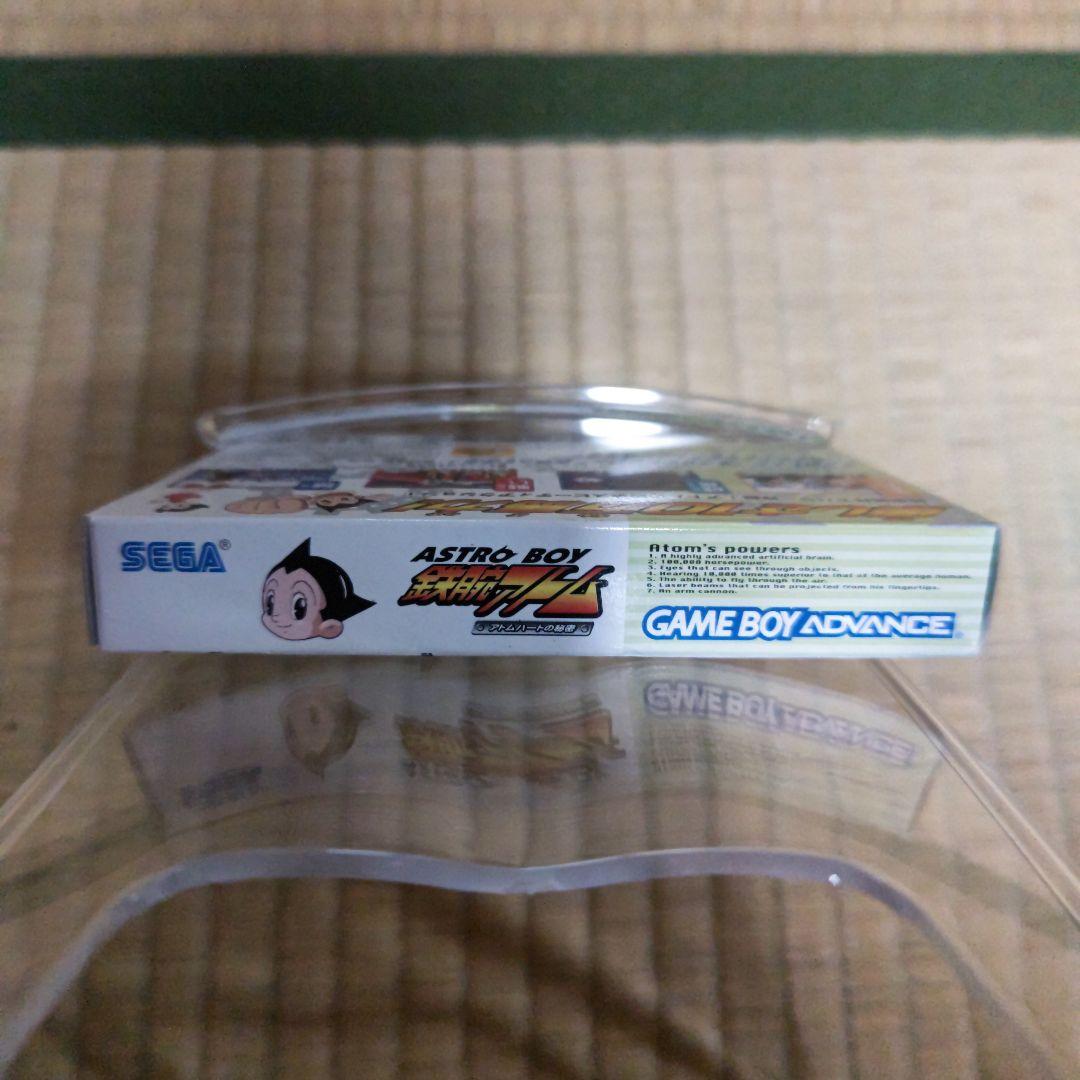 SEGA®
ASTRO BOY
鉄腕アトム
アトムハートの秘密
Atom's powers
1. A highly advanced artificial brain.
2. 100,000 horsepower.
3. Eyes that can see through objects.
4. Hearing 10,000 times superior to that of the average human.
5. The ability to fly through the air.
6. Laser beams that can be projected from his fingertips.
7. An arm cannon.
GAME BOY ADVANCE